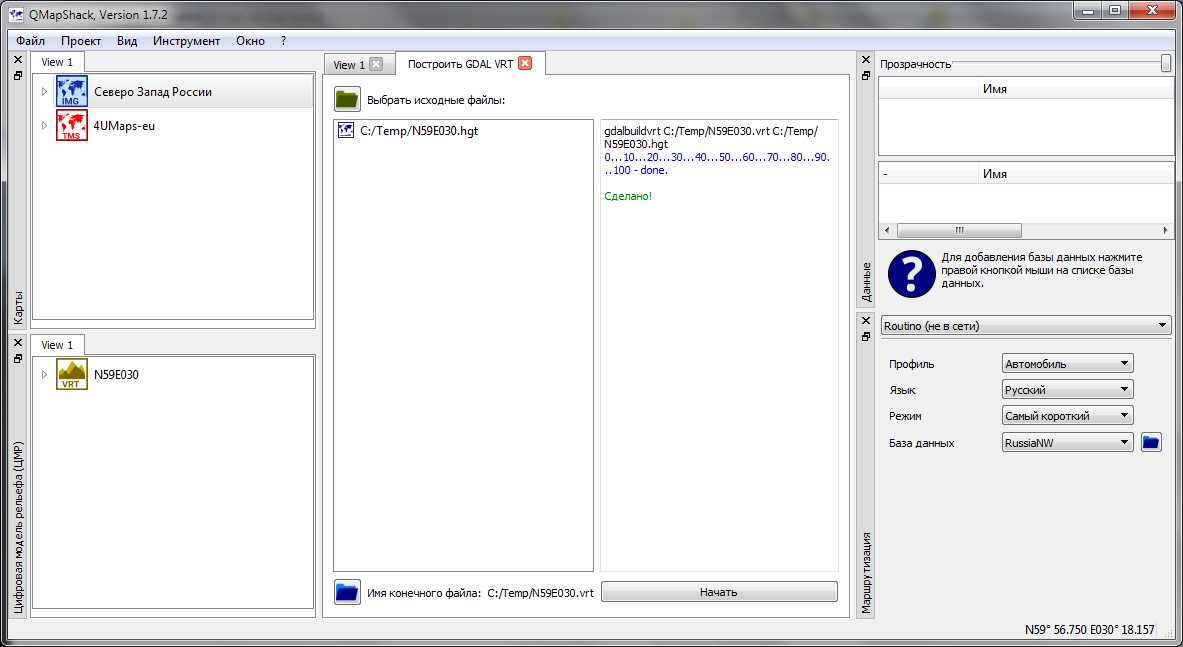 QMapShack, Version 1.7.2
Файл Проект Вид Инструмент Окно ?
View 1
IMG
Северо Запад России
TMS
4UMaps-eu
Карты
View 1
VRT
N59E030
Цифровая модель рельефа (ЦМР)
View 1
Построить GDAL VRT
Выбрать исходные файлы:
C:/Temp/N59E030.hgt
gdalbuildvrt C:/Temp/N59E030.vrt C:/Temp/
N59E030.hgt
0...10...20...30...40...50...60...70...80...90.
..100 - done.
Сделано!
Имя конечного файла: C:/Temp/N59E030.vrt
Начать
Данные
Прозрачность
Имя
- Имя
Для добавления базы данных нажмите
правой кнопкой мыши на списке базы
данных.
Маршрутизация
Routino (не в сети)
Профиль Автомобиль
Язык Русский
Режим Самый короткий
База данных RussiaNW
N59° 56.750 E030° 18.157